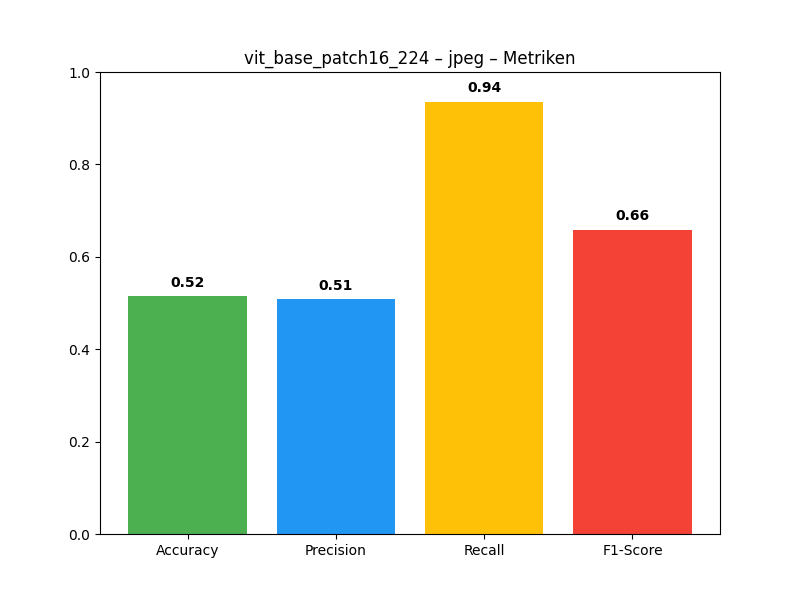 vit_base_patch16_224 – jpeg – Metriken
1.0
0.8
0.6
0.4
0.2
0.0
0.52
0.51
0.94
0.66
Accuracy
Precision
Recall
F1-Score